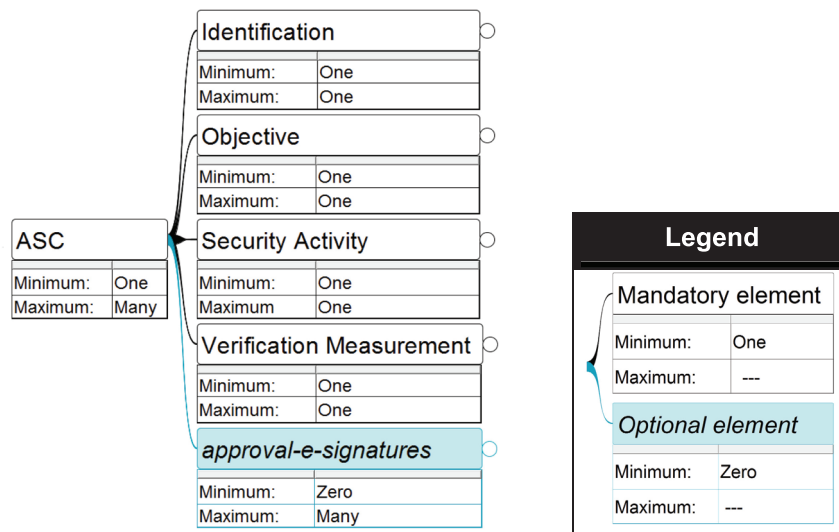 Identification
Minimum: One
Maximum: One
Objective
Minimum: One
Maximum: One
ASC
Minimum: One
Maximum: Many
Security Activity
Minimum: One
Maximum One
Verification Measurement
Minimum: One
Maximum: One
approval-e-signatures
Minimum: Zero
Maximum: Many
Legend
Mandatory element
Minimum: One
Maximum: ---
Optional element
Minimum: Zero
Maximum: ---